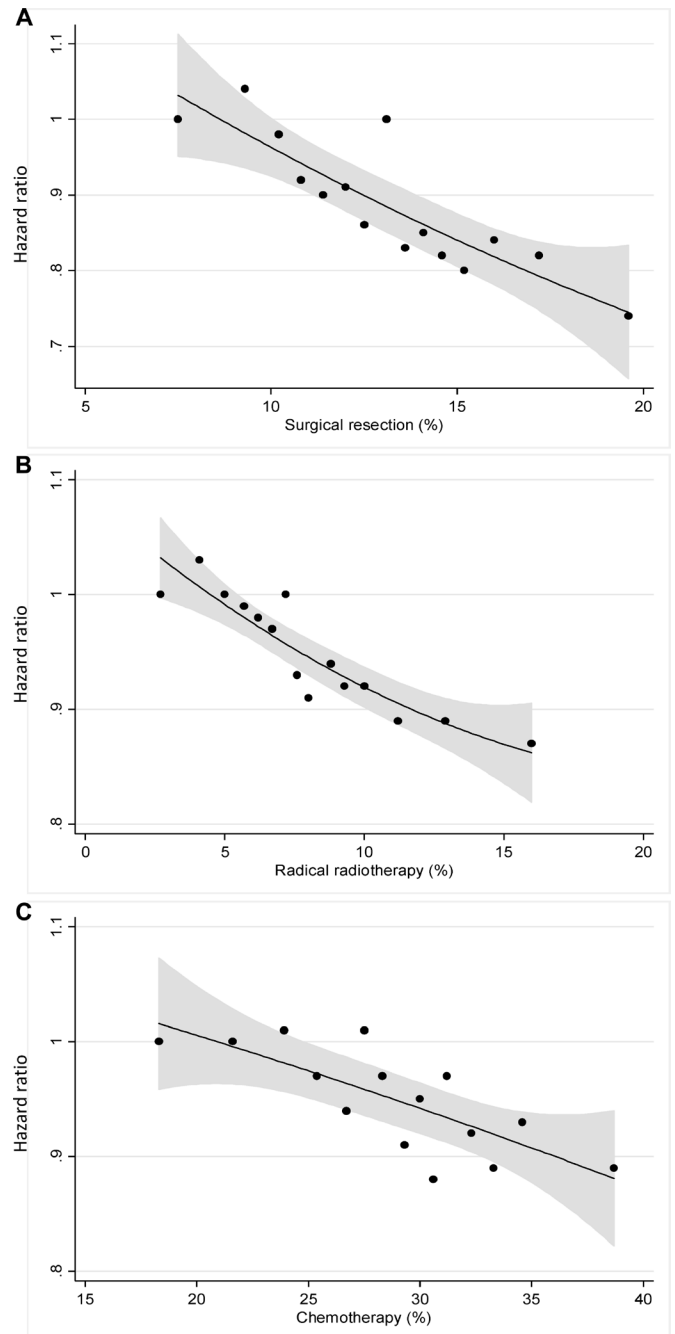 A
1.1
1
.9
.8
.7
Hazard ratio
5 10 15 20
Surgical resection (%)
B
1.1
1
.9
.8
Hazard ratio
0 5 10 15 20
Radical radiotherapy (%)
C
1.1
1
.9
.8
Hazard ratio
15 20 25 30 35 40
Chemotherapy (%)